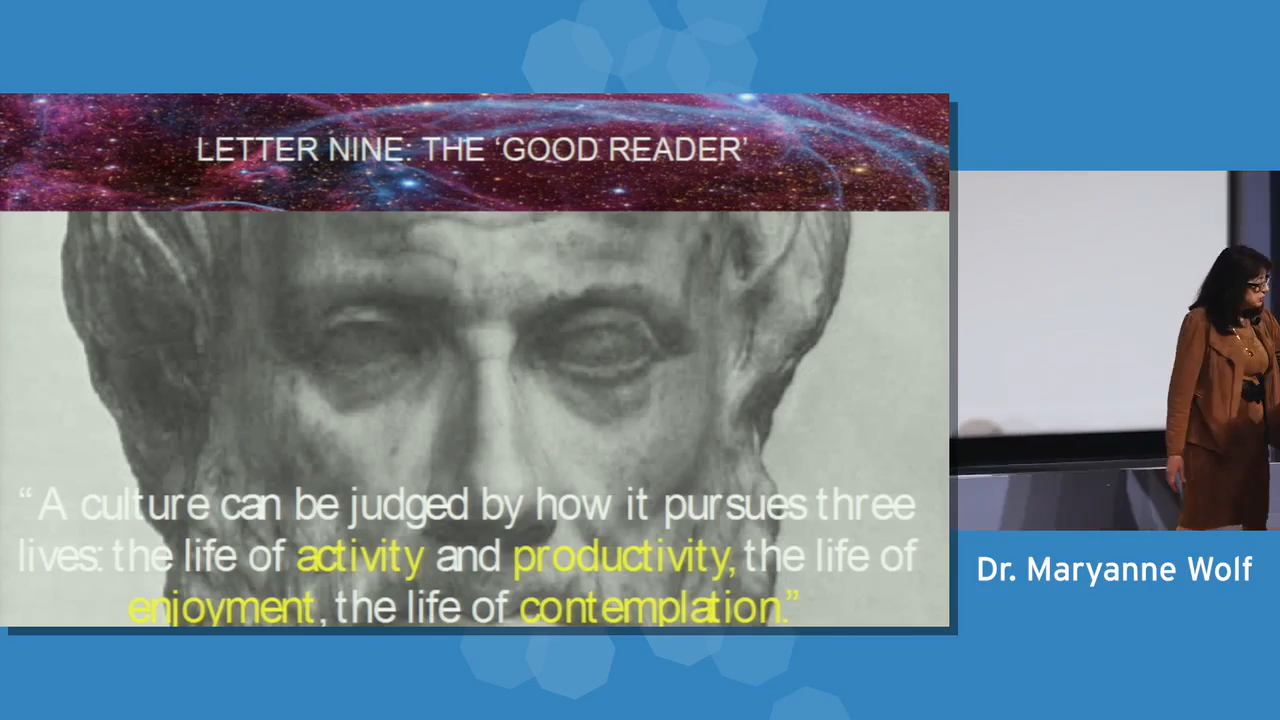 LETTER NINE: THE ‘GOOD READER’
“A culture can be judged by how it pursues three
lives: the life of activity and productivity, the life of
enjoyment, the life of contemplation.”
Dr. Maryanne Wolf